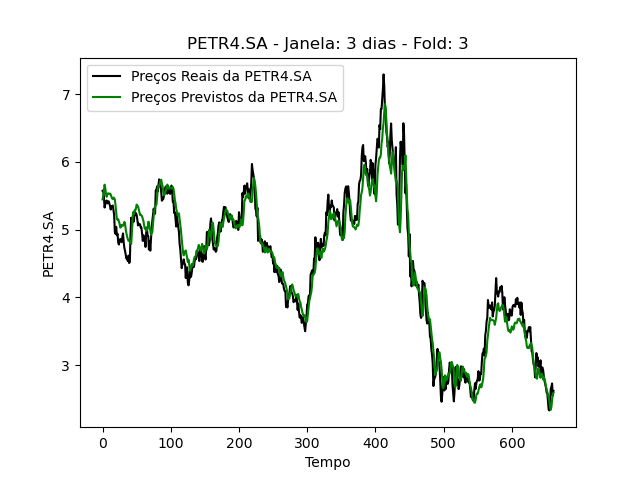 PETR4.SA - Janela: 3 dias - Fold: 3
Preços Reais da PETR4.SA
Preços Previstos da PETR4.SA
7
6
5
4
3
PETR4.SA
0 100 200 300 400 500 600
Tempo